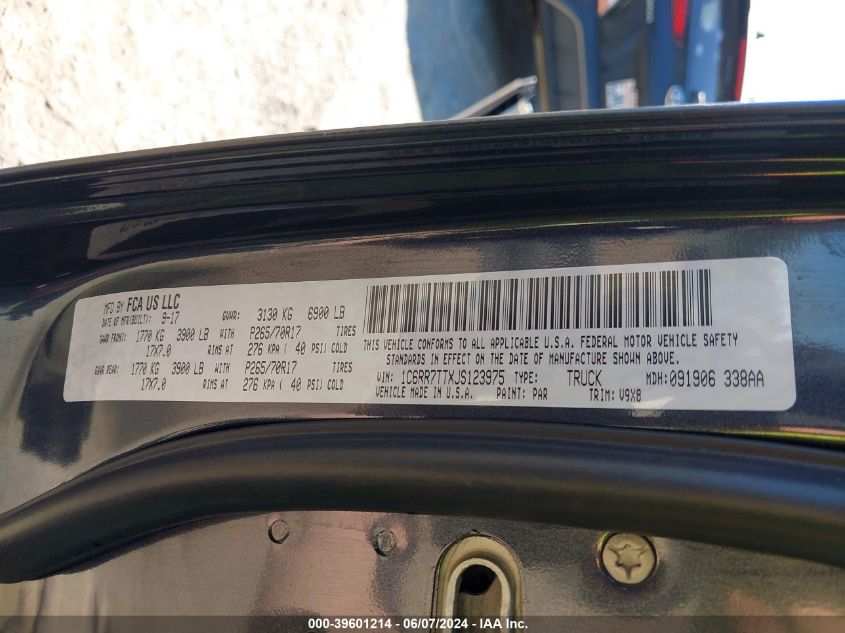 MFD BY FCA US LLC
DATE OF MFR(BUILT): 9-17 GVWR: 3130 KG 6900 LB
GAWR FRONT: 1770 KG 3900 LB WITH P265/70R17 TIRES
17X7.0 RIMS AT 276 KPA ( 40 PSI) COLD
GAWR REAR: 1770 KG 3900 LB WITH P265/70R17 TIRES
17X7.0 RIMS AT 276 KPA ( 40 PSI) COLD
THIS VEHICLE CONFORMS TO ALL APPLICABLE U.S.A. FEDERAL MOTOR VEHICLE SAFETY
STANDARDS IN EFFECT ON THE DATE OF MANUFACTURE SHOWN ABOVE.
VIN: 1C6RR7TTXJS123975 TYPE: TRUCK MDH:091906 338AA
VEHICLE MADE IN U.S.A. PAINT: PAR TRIM: V9X8
000-39601214 | 06/07/2024 | IAA Inc.